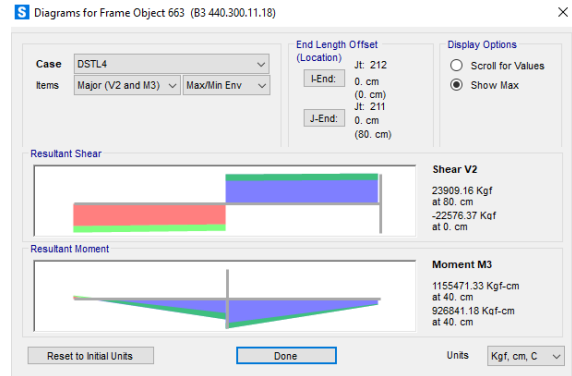 S Diagrams for Frame Object 663 (B3 440.300.11.18)
Case DSTL4
Items Major (V2 and M3) Max/Min Env
End Length Offset
(Location)
Jt: 212
I-End: 0. cm
(0. cm)
Jt: 211
J-End: 0. cm
(80. cm)
Display Options
Scroll for Values
Show Max
Resultant Shear
Shear V2
23909.16 Kgf
at 80. cm
-22576.37 Kgf
at 0. cm
Resultant Moment
Moment M3
1155471.33 Kgf-cm
at 40. cm
926841.18 Kgf-cm
at 40. cm
Reset to Initial Units
Done
Units Kgf, cm, C